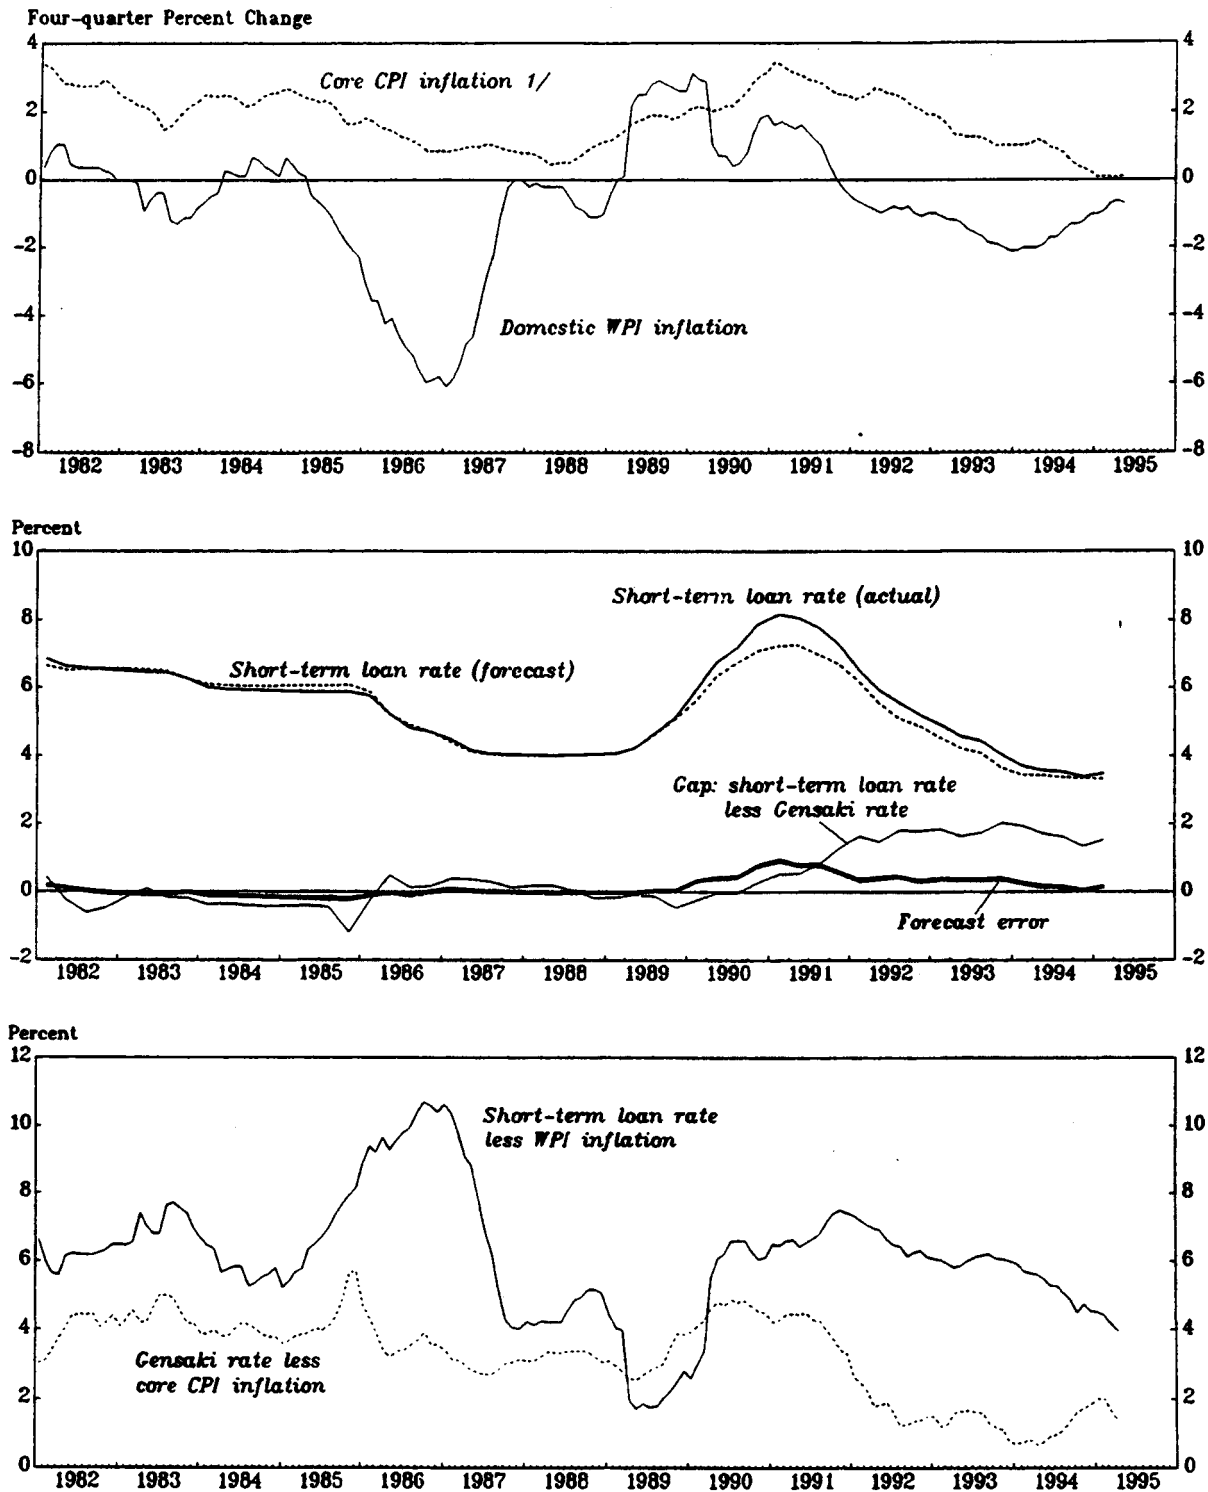 Four-quarter Percent Change
4 4
Core CPI inflation 1/
2 2
0 0
-2 -2
Domestic WPI inflation
-4 -4
-6 -6
-8 -8
1982 1983 1984 1985 1986 1987 1988 1989 1990 1991 1992 1993 1994 1995
Percent
10 10
Short-term loan rate (actual)
8 8
Short-term loan rate (forecast)
6 6
4 4
Gap: short-term loan rate
less Gensaki rate
2 2
0 0
Forecast error
-2 -2
1982 1983 1984 1985 1986 1987 1988 1989 1990 1991 1992 1993 1994 1995
Percent
12 12
Short-term loan rate
less WPI inflation
10 10
8 8
6 6
4 4
Gensaki rate less
core CPI inflation
2 2
0 0
1982 1983 1984 1985 1986 1987 1988 1989 1990 1991 1992 1993 1994 1995